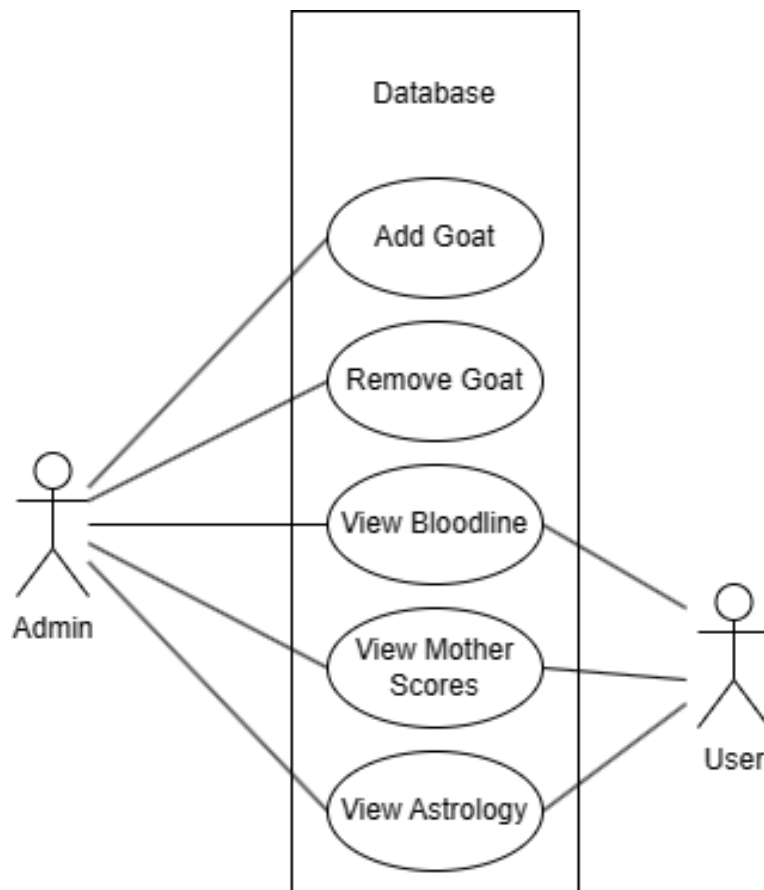 Database
Add Goat
Remove Goat
View Bloodline
Admin
View Mother
Scores
User
View Astrology